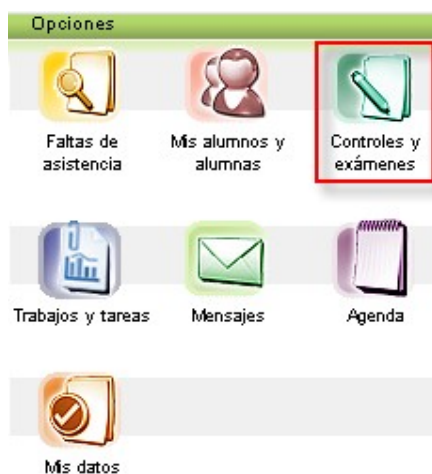 Opciones
Faltas de Mis alumnos y Controles y
asistencia alumnas exámenes
Trabajos y tareas Mensajes Agenda
Mis datos